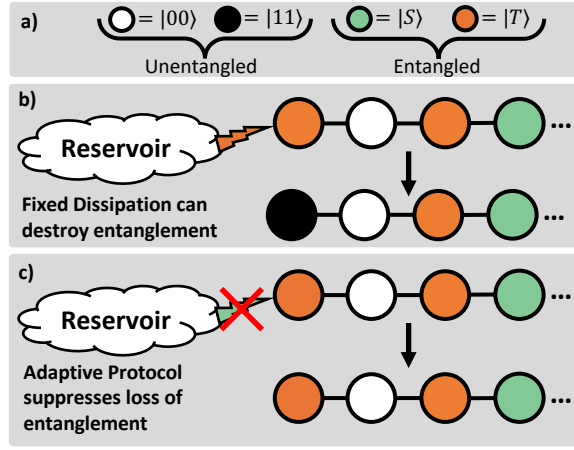 a)
= |00⟩ = |11⟩ = |S⟩ = |T⟩
Unentangled Entangled
b)
Reservoir
...
Fixed Dissipation can
destroy entanglement
...
c)
Reservoir
...
Adaptive Protocol
suppresses loss of
entanglement
...